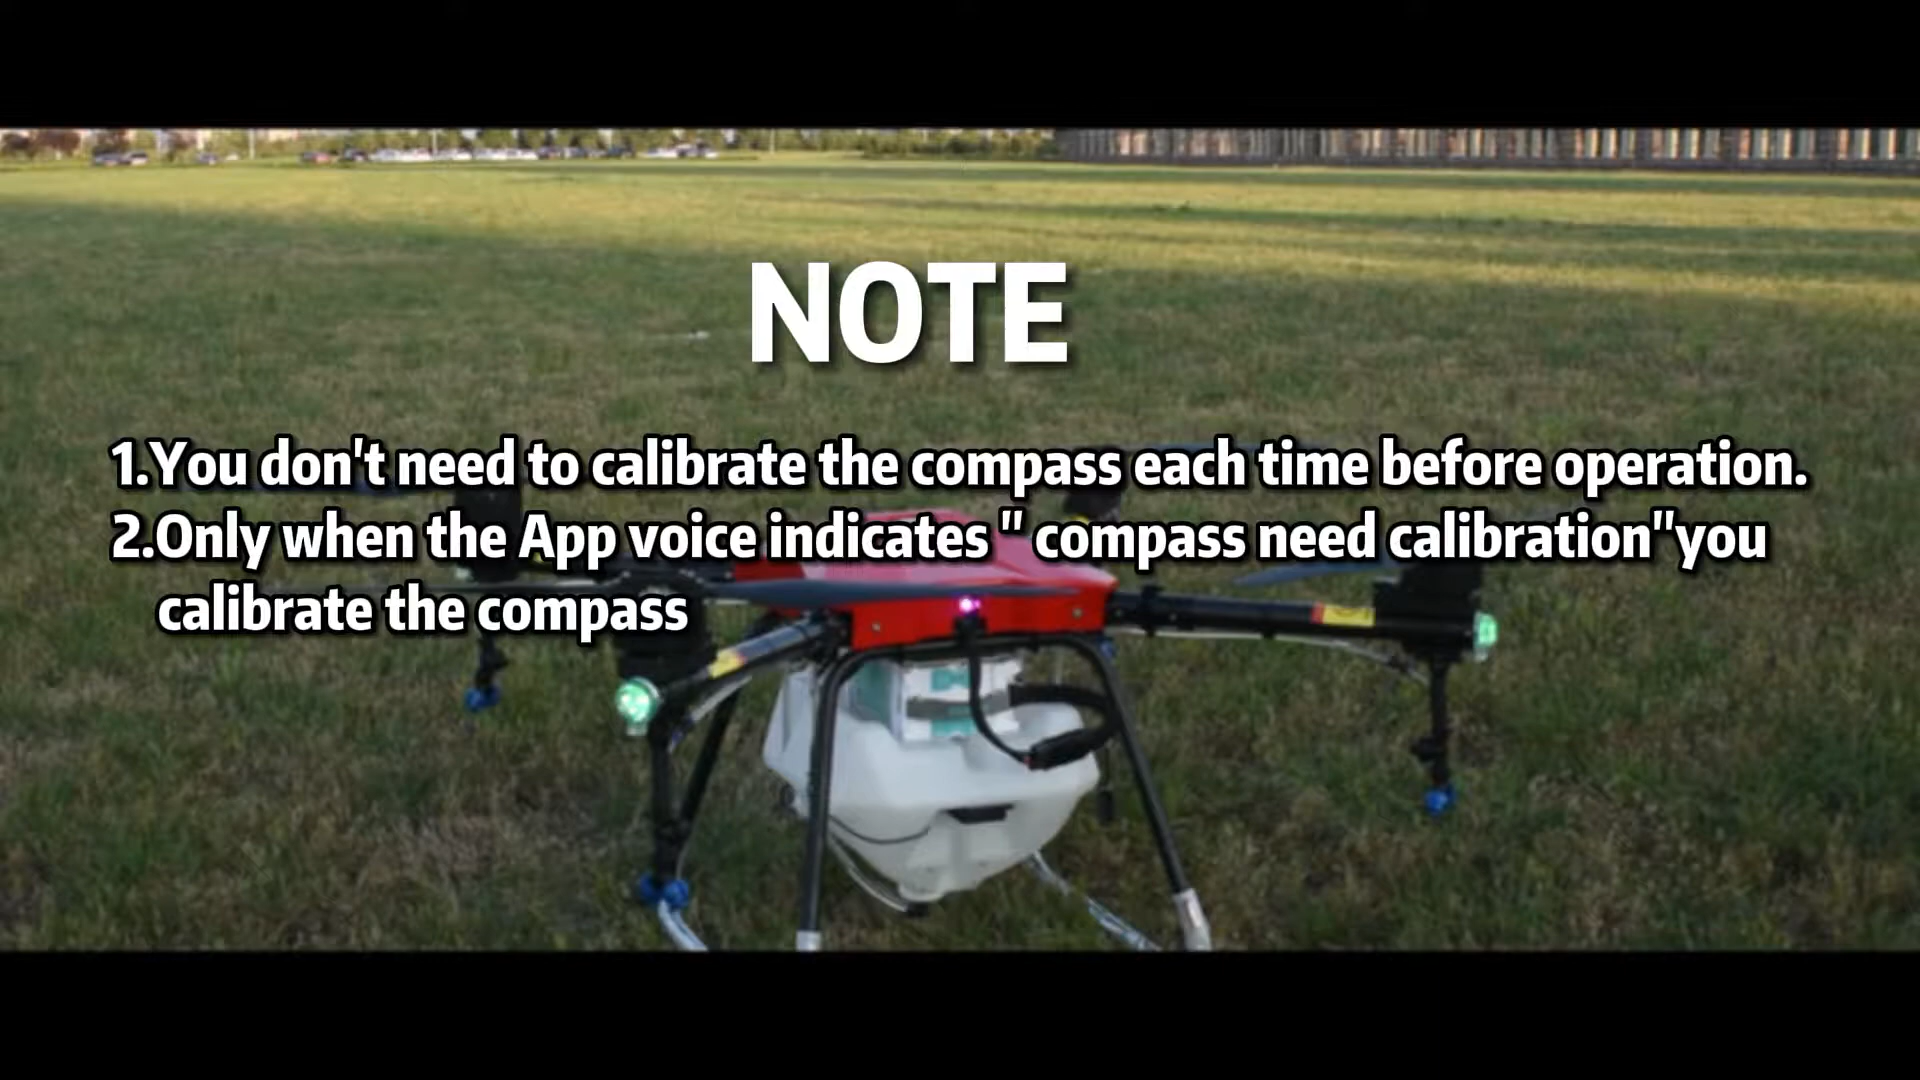 NOTE
1.You don't need to calibrate the compass each time before operation.
2.Only when the App voice indicates " compass need calibration"you
calibrate the compass